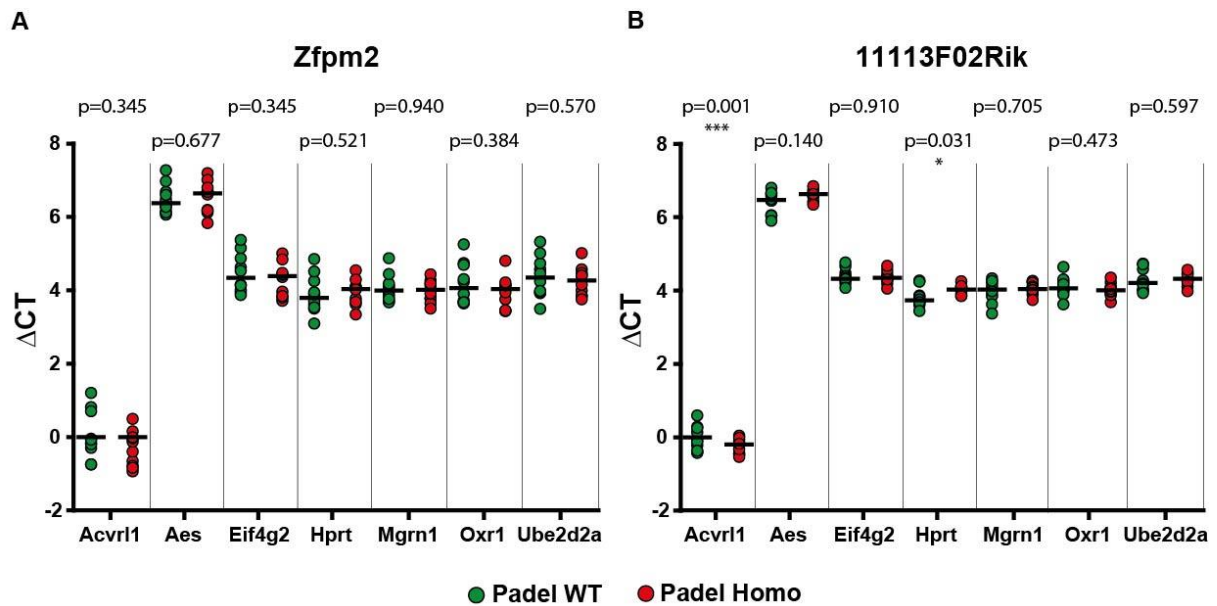 A
Zfpm2
p=0.345 p=0.345 p=0.940 p=0.570
p=0.677 p=0.521 p=0.384
8
6
4
2
0
-2
ΔCT
Acvrl1 Aes Eif4g2 Hprt Mgrn1 Oxr1 Ube2d2a
B
11113F02Rik
p=0.001 p=0.910 p=0.705 p=0.597
***
p=0.140 p=0.031 p=0.473
*
8
6
4
2
0
-2
ΔCT
Acvrl1 Aes Eif4g2 Hprt Mgrn1 Oxr1 Ube2d2a
Padel WT Padel Homo